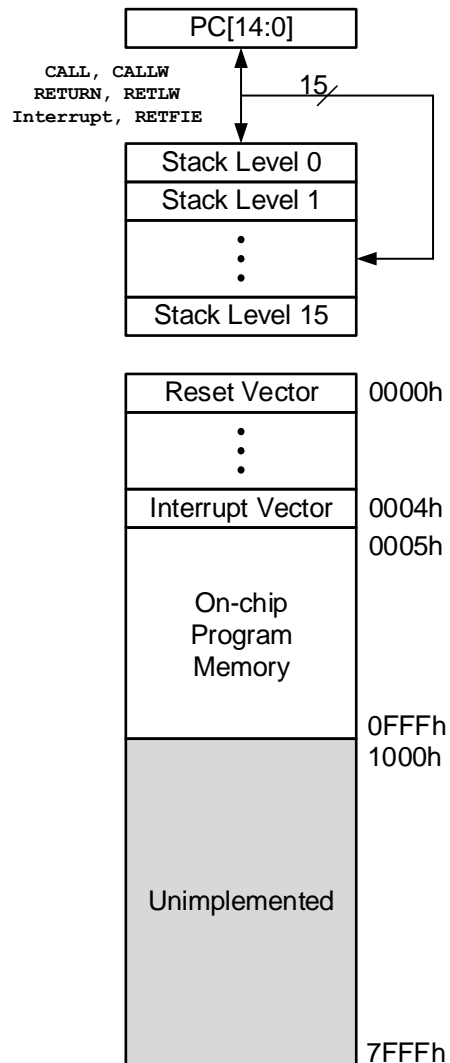 PC[14:0]
CALL, CALLW
RETURN, RETLW
Interrupt, RETFIE
15
Stack Level 0
Stack Level 1
Stack Level 15
Reset Vector
0000h
Interrupt Vector
0004h
0005h
On-chip
Program
Memory
0FFFh
1000h
Unimplemented
7FFFh